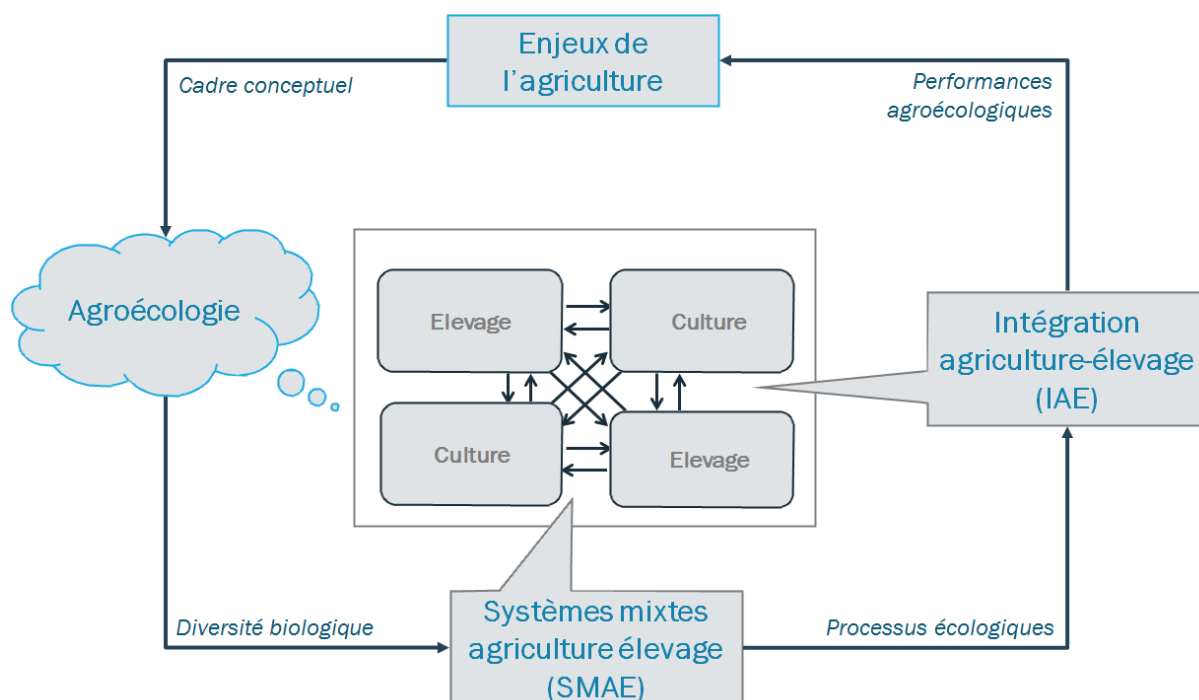 Enjeux de
l'agriculture
Cadre conceptuel
Performances
agroécologiques
Agroécologie
Elevage
Culture
Intégration
agriculture-élevage
(IAE)
Culture
Elevage
Diversité biologique
Systèmes mixtes
agriculture élevage
(SMAE)
Processus écologiques